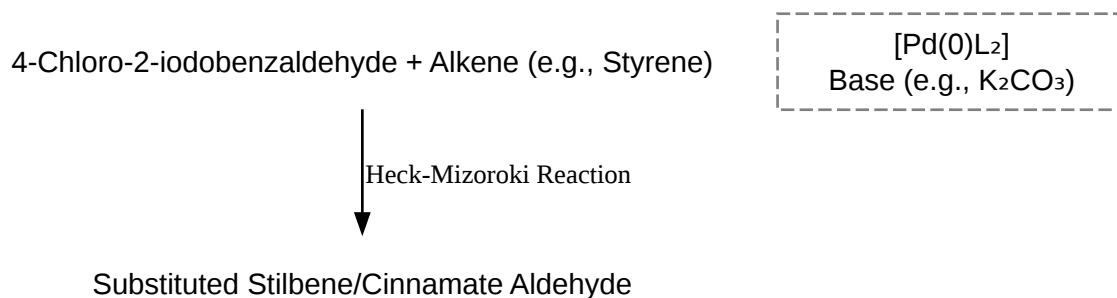 4-Chloro-2-iodobenzaldehyde + Alkene (e.g., Styrene)
[Pd(0)L₂]
Base (e.g., K₂CO₃)
Heck-Mizoroki Reaction
Substituted Stilbene/Cinnamate Aldehyde